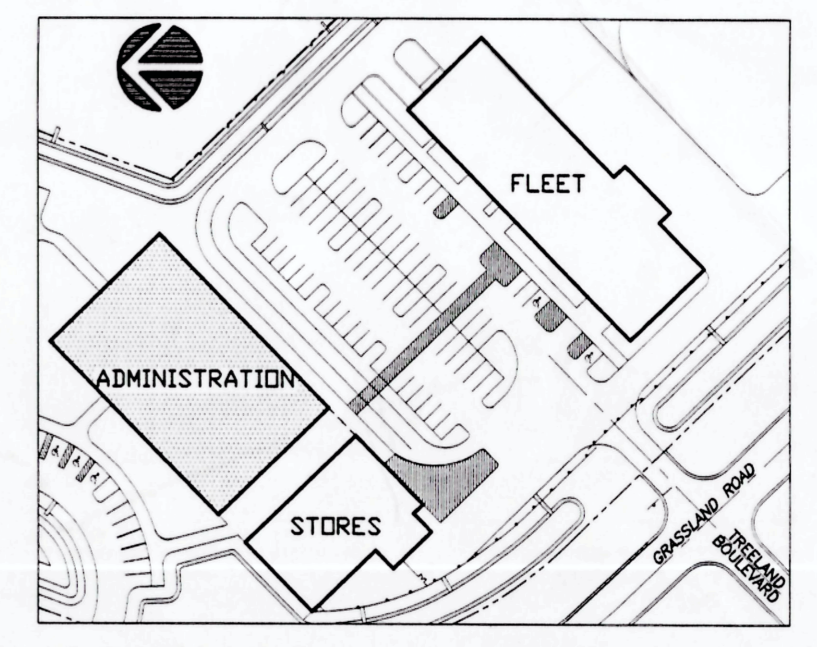 FLEET
ADMINISTRATION
STORES
GRASSLAND ROAD
TREELAND
BOULEVARD